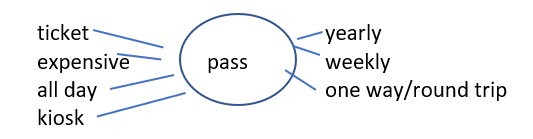 ticket
expensive
all day
kiosk
pass
yearly
weekly
one way/round trip